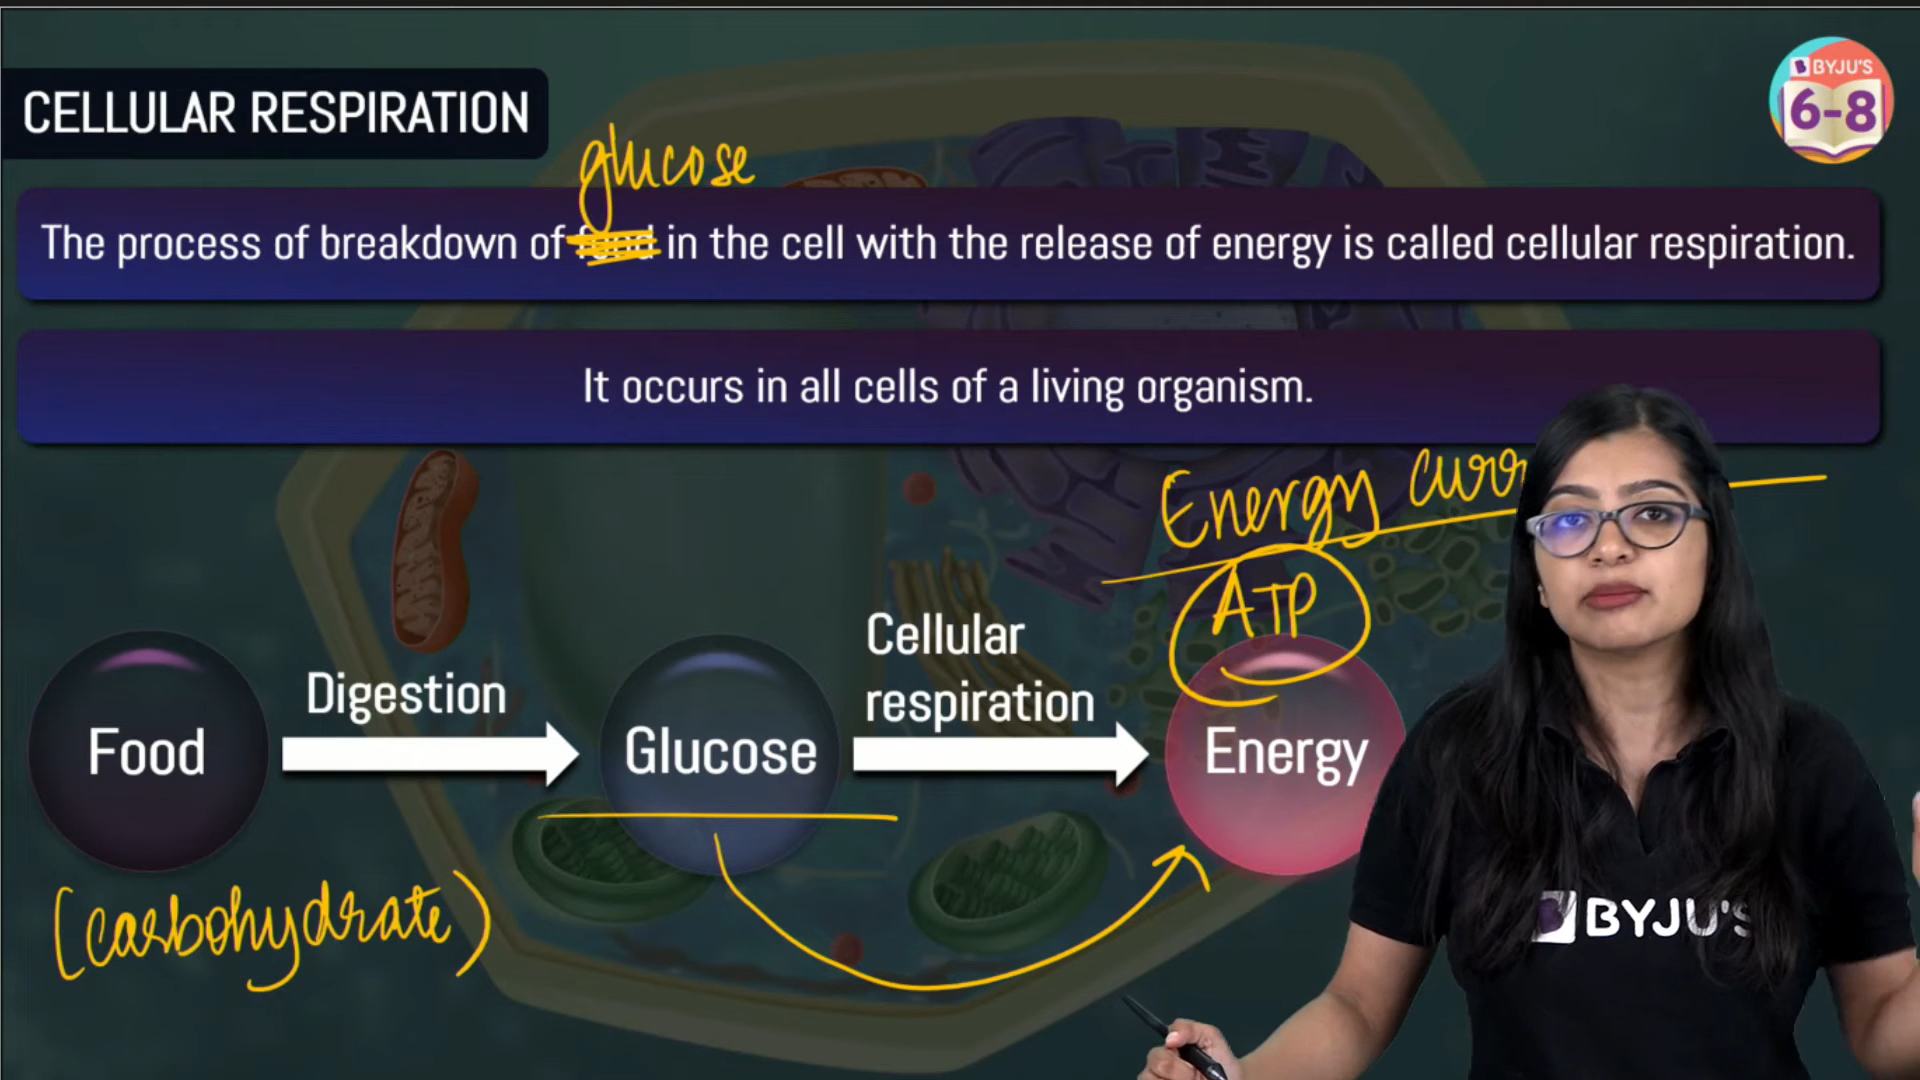 BYJU'S
6-8
CELLULAR RESPIRATION
glucose
The process of breakdown of food in the cell with the release of energy is called cellular respiration.
It occurs in all cells of a living organism.
Energy curr
ATP
Cellular
respiration
Digestion
Food
Glucose
Energy
(carbohydrate)
BYJU'S